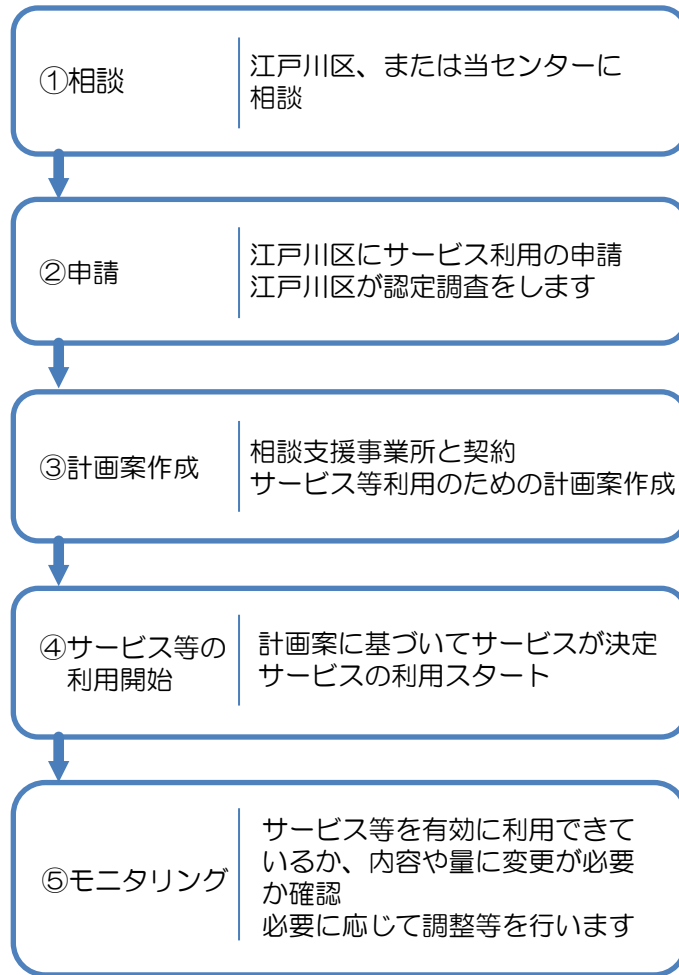 ①相談
江戸川区、または当センターに
相談
②申請
江戸川区にサービス利用の申請
江戸川区が認定調査をします
③計画案作成
相談支援事業所と契約
サービス等利用のための計画案作成
④サービス等の
利用開始
計画案に基づいてサービスが決定
サービスの利用スタート
⑤モニタリング
サービス等を有効に利用できて
いるか、内容や量に変更が必要
か確認
必要に応じて調整等を行います